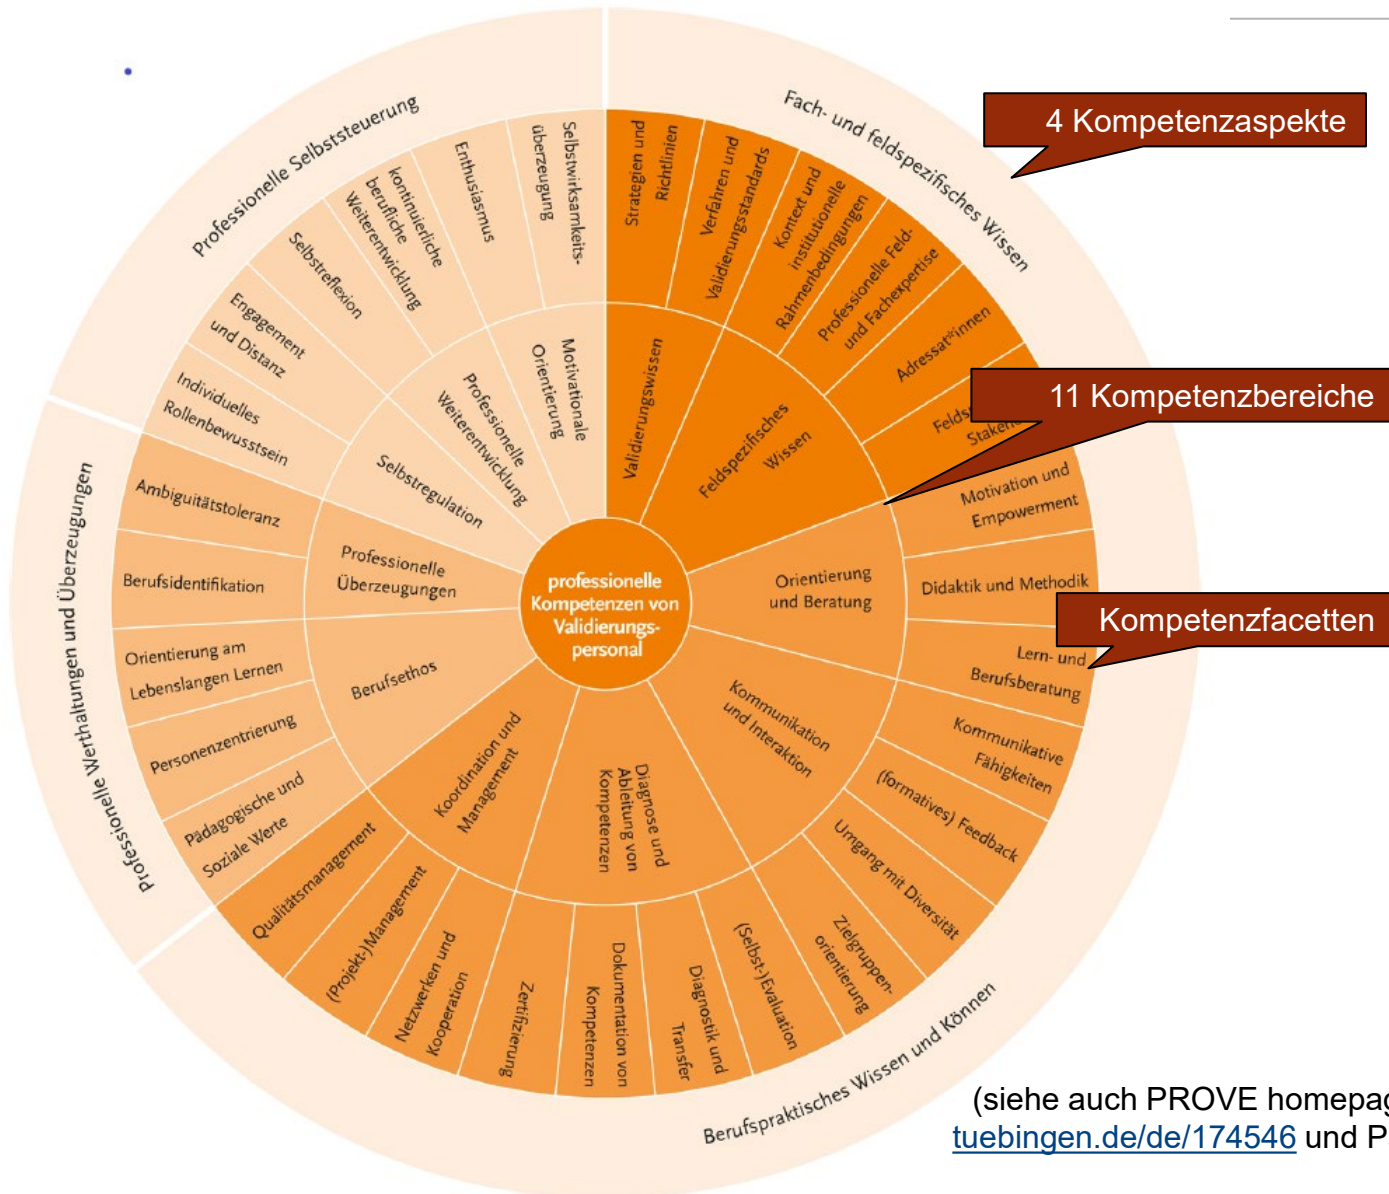 4 Kompetenzaspekte
11 Kompetenzbereiche
Kompetenzfacetten
professionelle
Kompetenzen von
Validierungs-
personal
Fach- und feldspezifisches Wissen
Validierungswissen
Strategien und
Richtlinien
Verfahren und
Validierungsstandards
Feldspezifisches
Wissen
Kontext und
institutionelle
Rahmenbedingungen
Professionelle Feld-
und Fachexpertise
Adressat*innen
Berufspraktisches Wissen und Können
Orientierung
und Beratung
Motivation und
Empowerment
Didaktik und Methodik
Lern- und
Berufsberatung
Kommunikation
und Interaktion
Kommunikative
Fähigkeiten
(formatives) Feedback
Umgang mit Diversität
Zielgruppen-
orientierung
Diagnose und
Ableitung von
Kompetenzen
(Selbst-)Evaluation
Diagnostik und
Transfer
Dokumentation von
Kompetenzen
Zertifizierung
Koordination und
Management
Netzwerken und
Kooperation
(Projekt-)Management
Qualitätsmanagement
Professionelle Werthaltungen und Überzeugungen
Berufsethos
Pädagogische und
Soziale Werte
Personenzentrierung
Orientierung am
Lebenslangen Lernen
Professionelle
Überzeugungen
Berufsidentifikation
Ambiguitätstoleranz
Professionelle Selbststeuerung
Selbstregulation
Individuelles
Rollenbewusstsein
Engagement
und Distanz
Professionelle
Weiterentwicklung
Selbstreflexion
kontinuierliche
berufliche
Weiterentwicklung
Motivationale
Orientierung
Enthusiasmus
Selbstwirksamkeits-
überzeugung
(siehe auch PROVE
tuebingen.de/de/174546 und